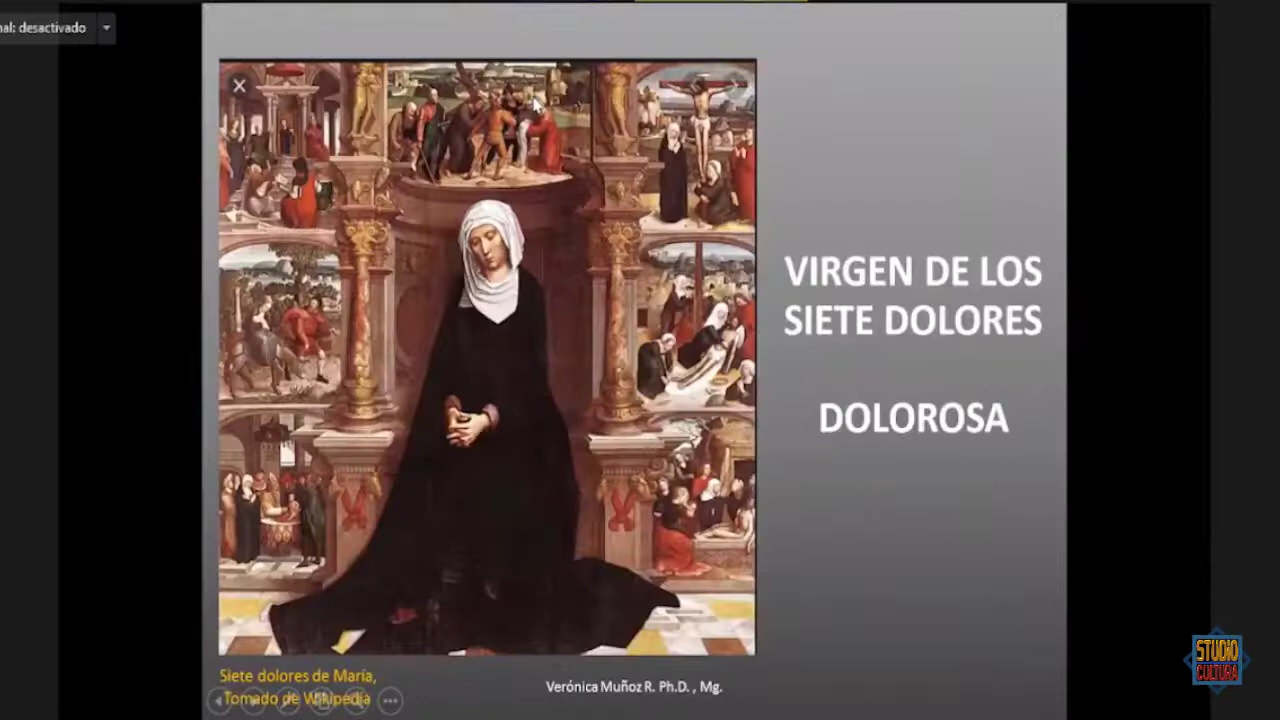 nal: desactivado
VIRGEN DE LOS
SIETE DOLORES
DOLOROSA
Siete dolores de María,
Tomado de Wikipedia
Verónica Muñoz R. Ph.D. , Mg.
STUDIO
CULTURA